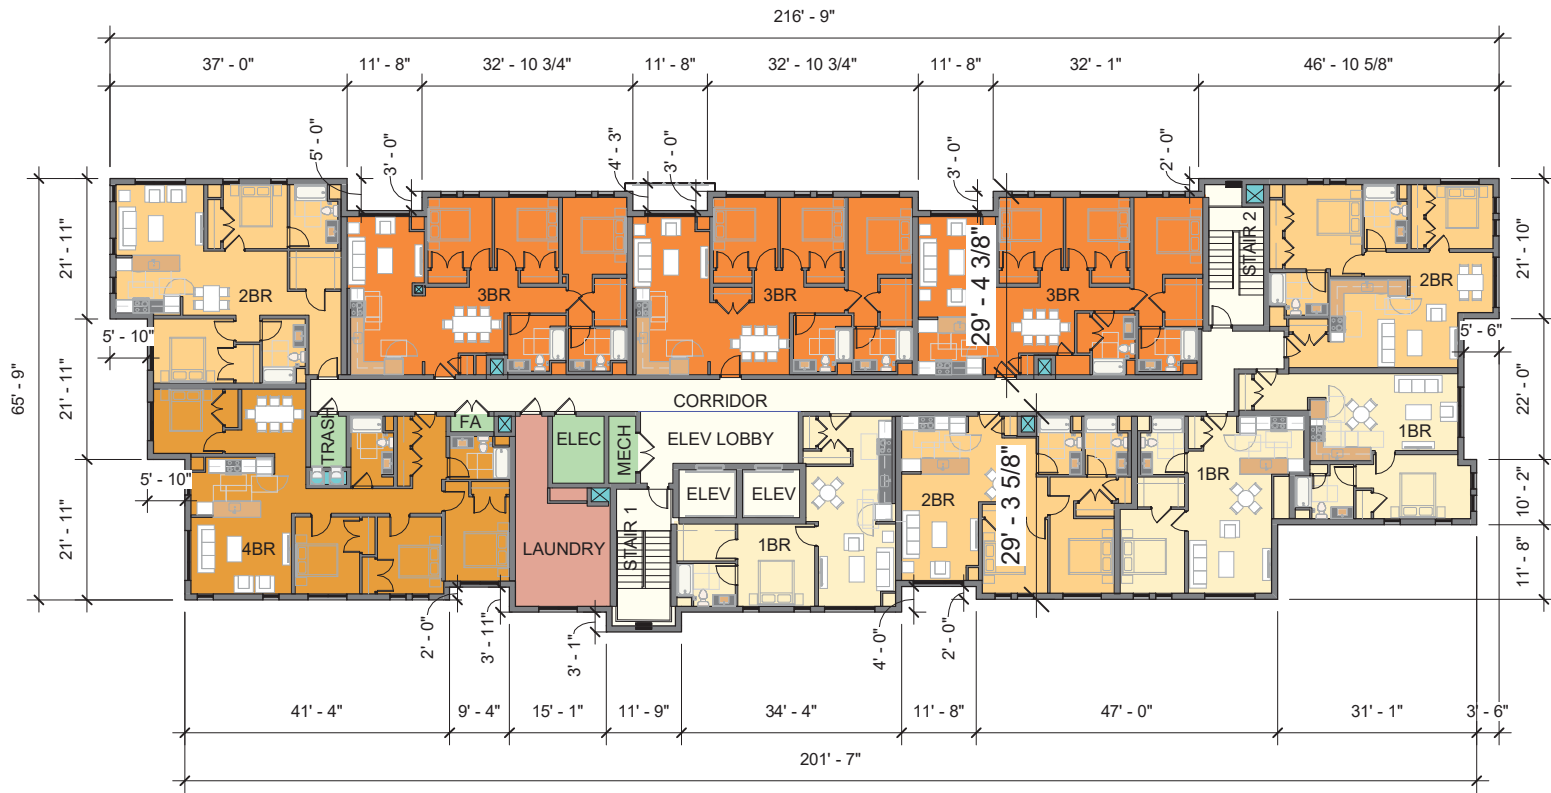 216' - 9"
37' - 0"
11' - 8"
32' - 10 3/4"
11' - 8"
32' - 10 3/4"
11' - 8"
32' - 1"
46' - 10 5/8"
5' - 0"
3' - 0"
4' - 3"
3' - 0"
3' - 0"
2' - 0"
65' - 9"
21' - 11"
21' - 11"
21' - 11"
5' - 10"
5' - 10"
2BR
3BR
3BR
3BR
29' - 4 3/8"
STAIR 2
2BR
21' - 10"
5' - 6"
22' - 0"
10' - 2"
11' - 8"
CORRIDOR
TRASH
FA
ELEC
MECH
ELEV LOBBY
ELEV
ELEV
4BR
LAUNDRY
STAIR 1
1BR
2BR
29' - 3 5/8"
1BR
1BR
2' - 0"
3' - 11"
3' - 1"
4' - 0"
2' - 0"
41' - 4"
9' - 4"
15' - 1"
11' - 9"
34' - 4"
11' - 8"
47' - 0"
31' - 1"
3' - 6"
201' - 7"